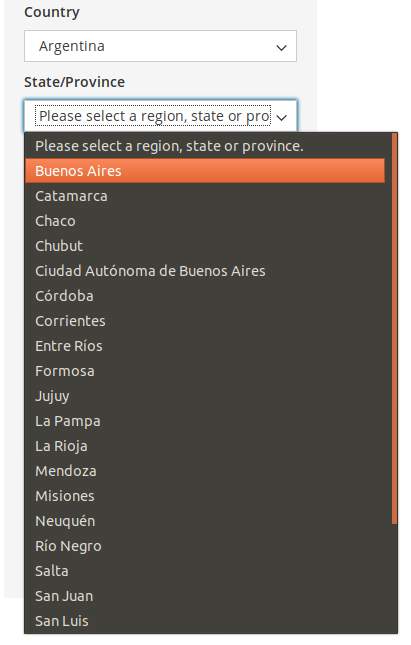 Country
Argentina
State/Province
Please select a region, state or pro
Please select a region, state or province.
Buenos Aires
Catamarca
Chaco
Chubut
Ciudad Autónoma de Buenos Aires
Córdoba
Corrientes
Entre Ríos
Formosa
Jujuy
La Pampa
La Rioja
Mendoza
Misiones
Neuquén
Río Negro
Salta
San Juan
San Luis